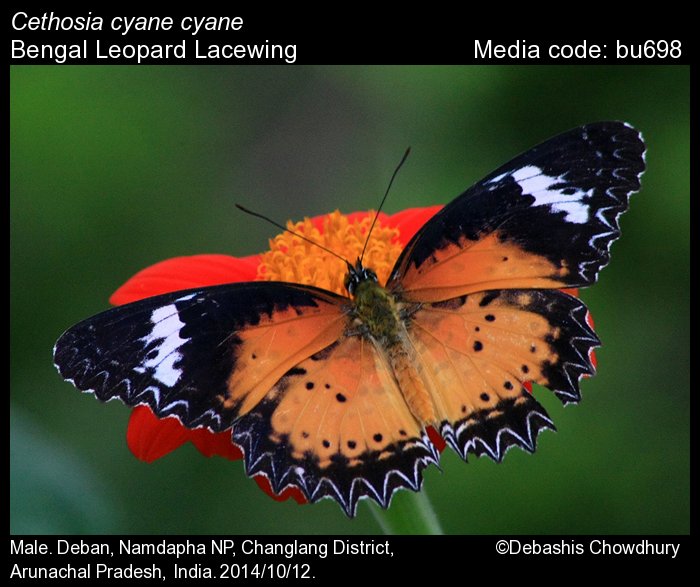 Cethosia cyane cyane
Bengal Leopard Lacewing Media code: bu698
Male. Deban, Namdapha NP, Changlang District, ©Debashis Chowdhury
Arunachal Pradesh, India. 2014/10/12.